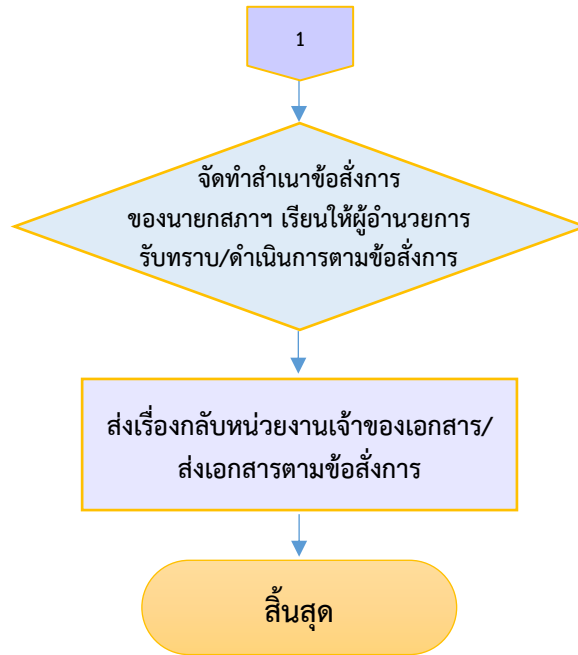 1
จัดทำสำเนาข้อสั่งการ
ของนายกสภาฯ เรียนให้ผู้อำนวยการ
รับทราบ/ดำเนินการตามข้อสั่งการ
ส่งเรื่องกลับหน่วยงานเจ้าของเอกสาร/
ส่งเอกสารตามข้อสั่งการ
สิ้นสุด